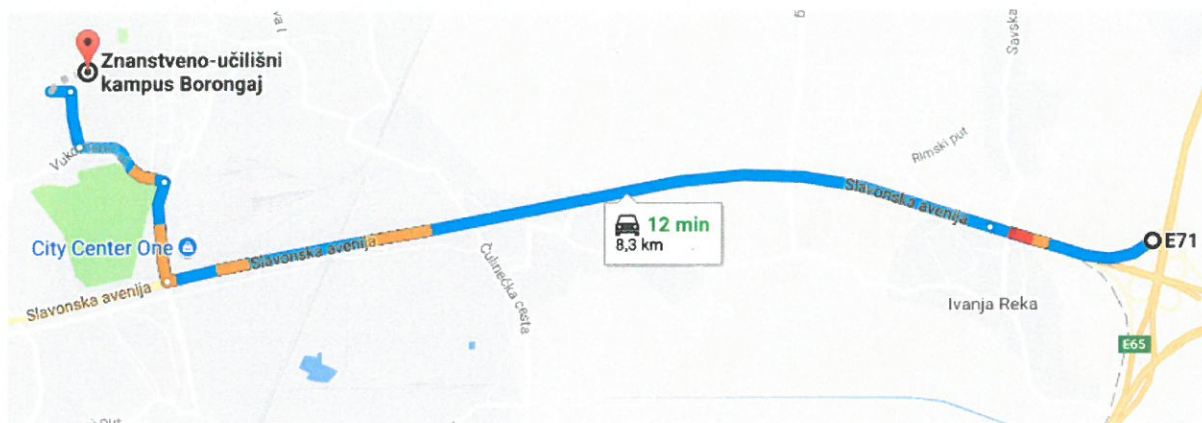 Znanstveno-učilišni
kampus Borongaj
Rimski put
Savska
Slavonska avenija
12 min
8,3 km
E71
City Center One
Slavonska avenija
Slavonska avenija
Čulinečka cesta
Ivanja Reka
E65